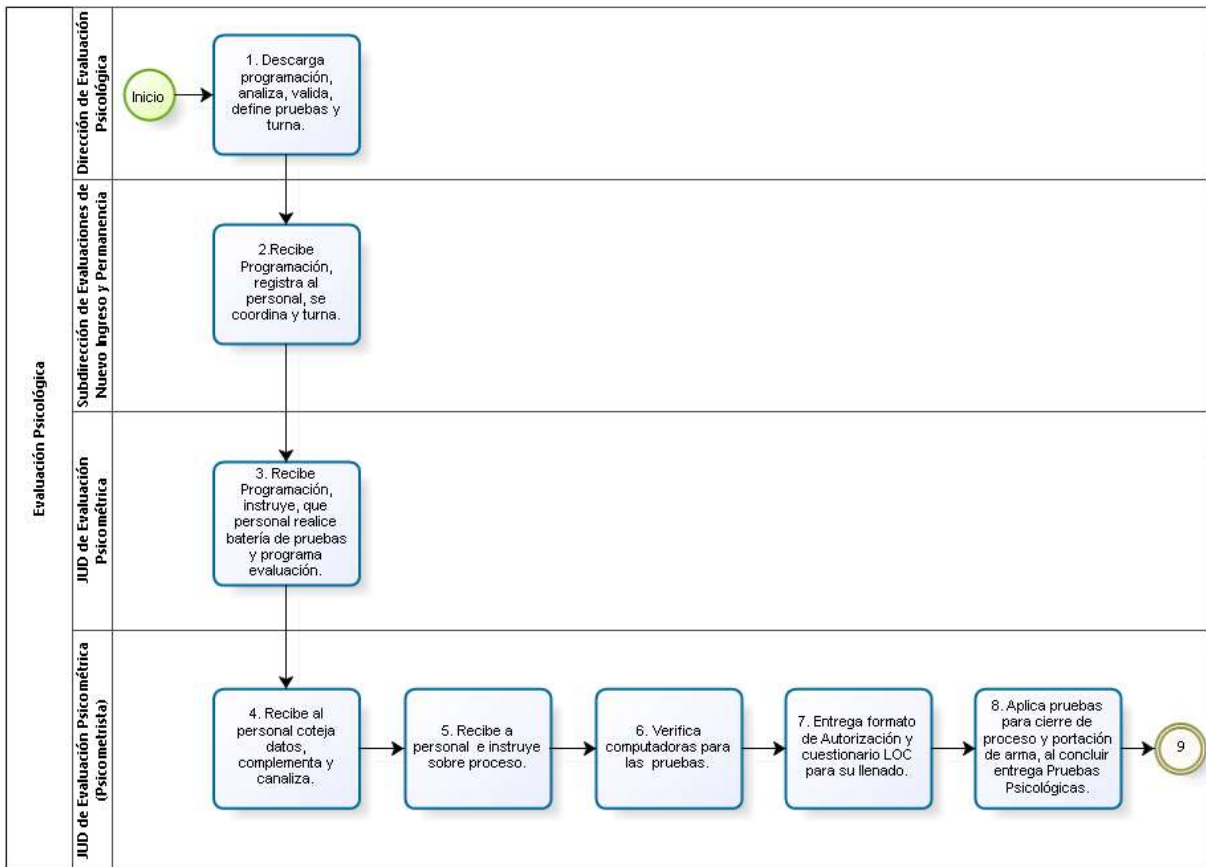 Evaluación Psicológica
Dirección de Evaluación
Psicológica
Inicio
1. Descarga
programación,
analiza, valida,
define pruebas y
turna.
Subdirección de Evaluaciones de
Nuevo Ingreso y Permanencia
2.Recibe
Programación,
registra al
personal, se
coordina y turna.
JUD de Evaluación
Psicométrica
3. Recibe
Programación,
instruye, que
personal realice
batería de pruebas
y programa
evaluación.
JUD de Evaluación Psicométrica
(Psicometrista)
4. Recibe al
personal coteja
datos,
complementa y
canaliza.
5. Recibe a
personal e instruye
sobre proceso.
6. Verifica
computadoras para
las pruebas.
7. Entrega formato
de Autorización y
cuestionario LOC
para su llenado.
8. Aplica pruebas
para cierre de
proceso y portación
de arma, al concluir
entrega Pruebas
Psicológicas.
9